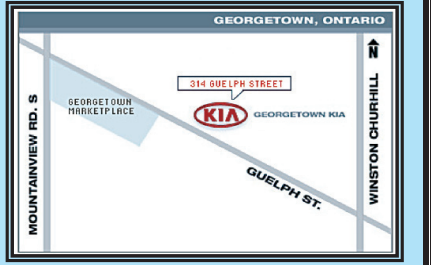 GEORGETOWN, ONTARIO
N
314 GUELPH STREET
GEORGETOWN
MARKETPLACE
KIA
GEORGETOWN KIA
MOUNTAINVIEW RD. S
GUELPH ST.
WINSTON CHURHILL